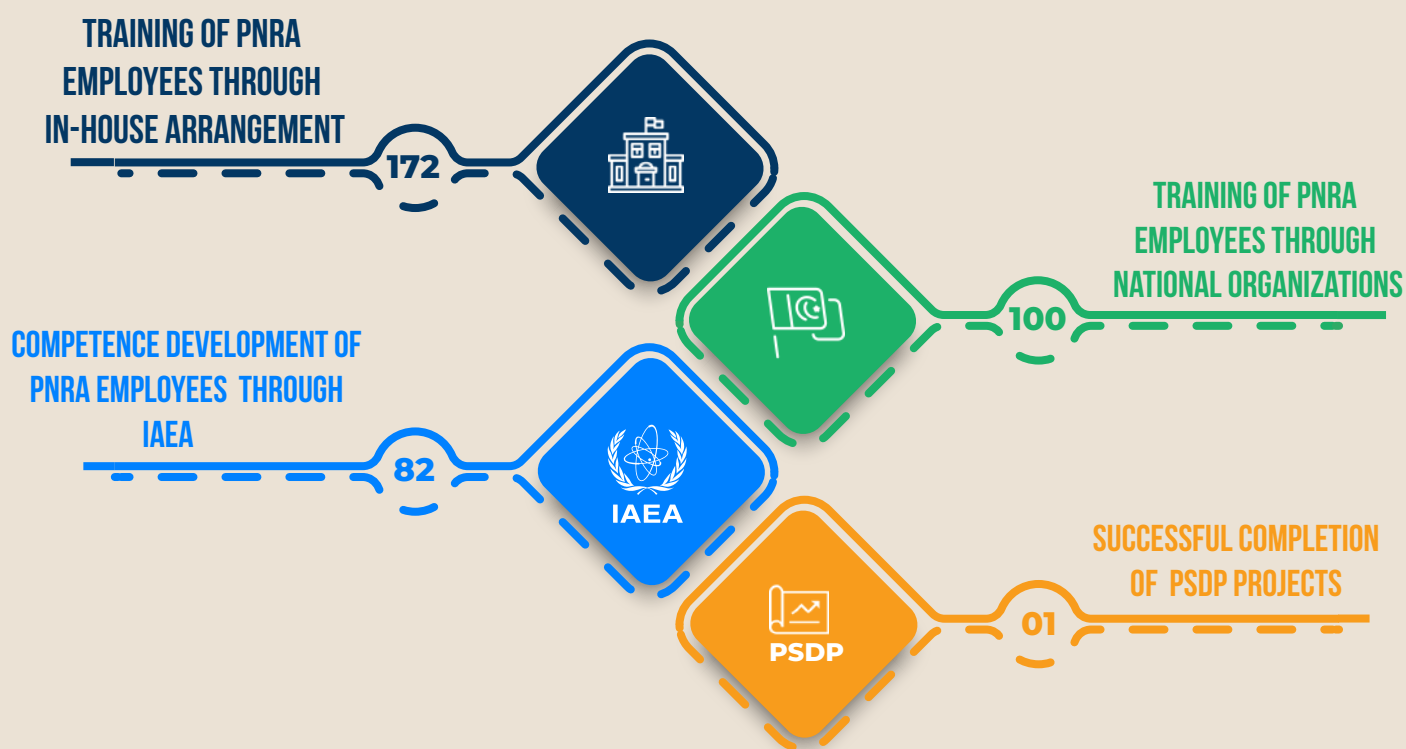 TRAINING OF PNRA
EMPLOYEES THROUGH
IN-HOUSE ARRANGEMENT
172
TRAINING OF PNRA
EMPLOYEES THROUGH
NATIONAL ORGANIZATIONS
100
COMPETENCE DEVELOPMENT OF
PNRA EMPLOYEES THROUGH
IAEA
82
IAEA
SUCCESSFUL COMPLETION
OF PSDP PROJECTS
01
PSDP